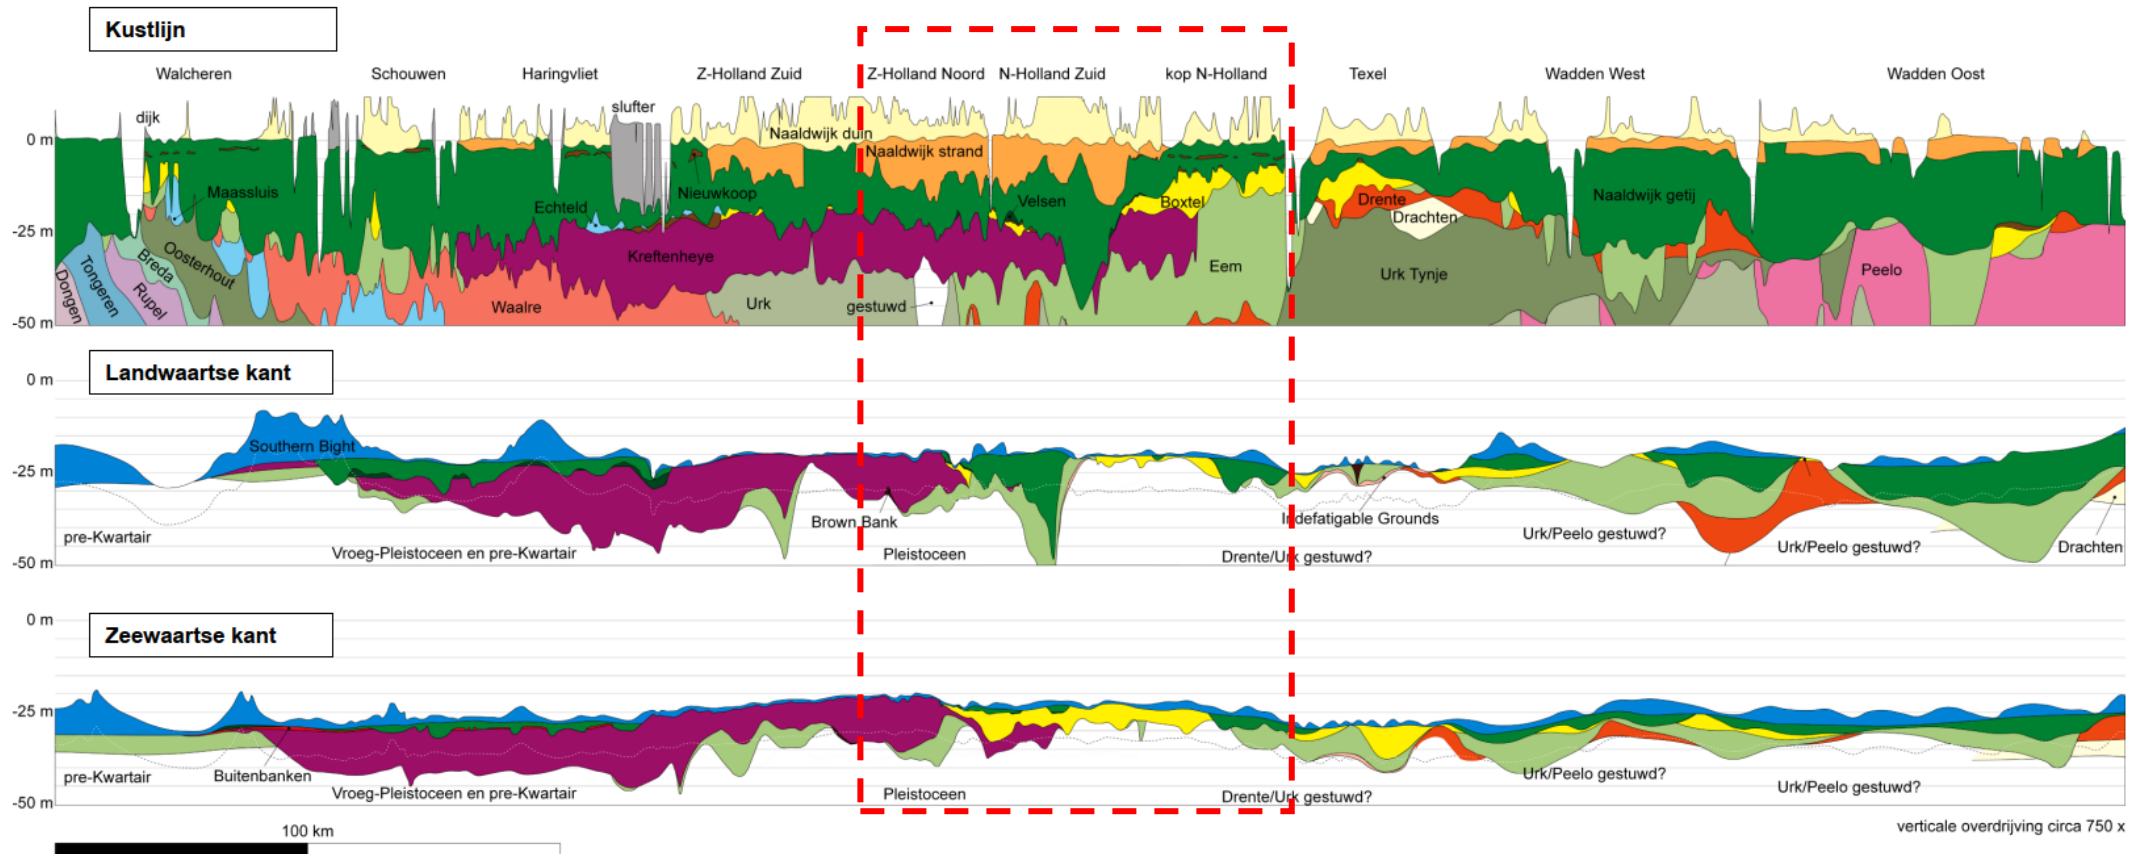 Kustlijn
Walcheren Schouwen Haringvliet Z-Holland Zuid Z-Holland Noord N-Holland Zuid kop N-Holland Texel Wadden West Wadden Oost
dijk
slufter
0 m
Naaldwijk duin
Naaldwijk strand
Maassluis
Nieuwkoop
Naaldwijk getij
Echteld
Velsen
Boxtel
Drente
Drachten
-25 m
Oosterhout
Breda
Kreftenheye
Eem
Urk Tynje
Peelo
Tongeren
Dongen
Rupel
Waalre
Urk
gestuwd
-50 m
Landwaartse kant
0 m
Southern Bight
-25 m
Brown Bank
Indefatigable Grounds
pre-Kwartair
Vroeg-Pleistoceen en pre-Kwartair
Pleistoceen
Drente/Urk gestuwd?
Urk/Peelo gestuwd?
Urk/Peelo gestuwd?
Drachten
-50 m
0 m
Zeewaartse kant
-25 m
pre-Kwartair
Buitenbanken
Vroeg-Pleistoceen en pre-Kwartair
Pleistoceen
Drente/Urk gestuwd?
Urk/Peelo gestuwd?
Urk/Peelo gestuwd?
-50 m
100 km
verticale overdrijving circa 750 x